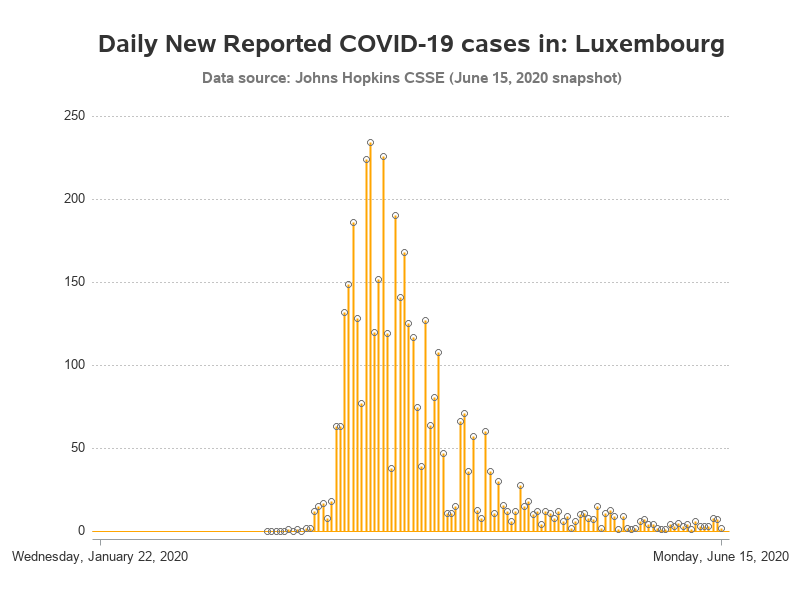 Daily New Reported COVID-19 cases in: Luxembourg
Data source: Johns Hopkins CSSE (June 15, 2020 snapshot)
250
200
150
100
50
0
Wednesday, January 22, 2020 Monday, June 15, 2020